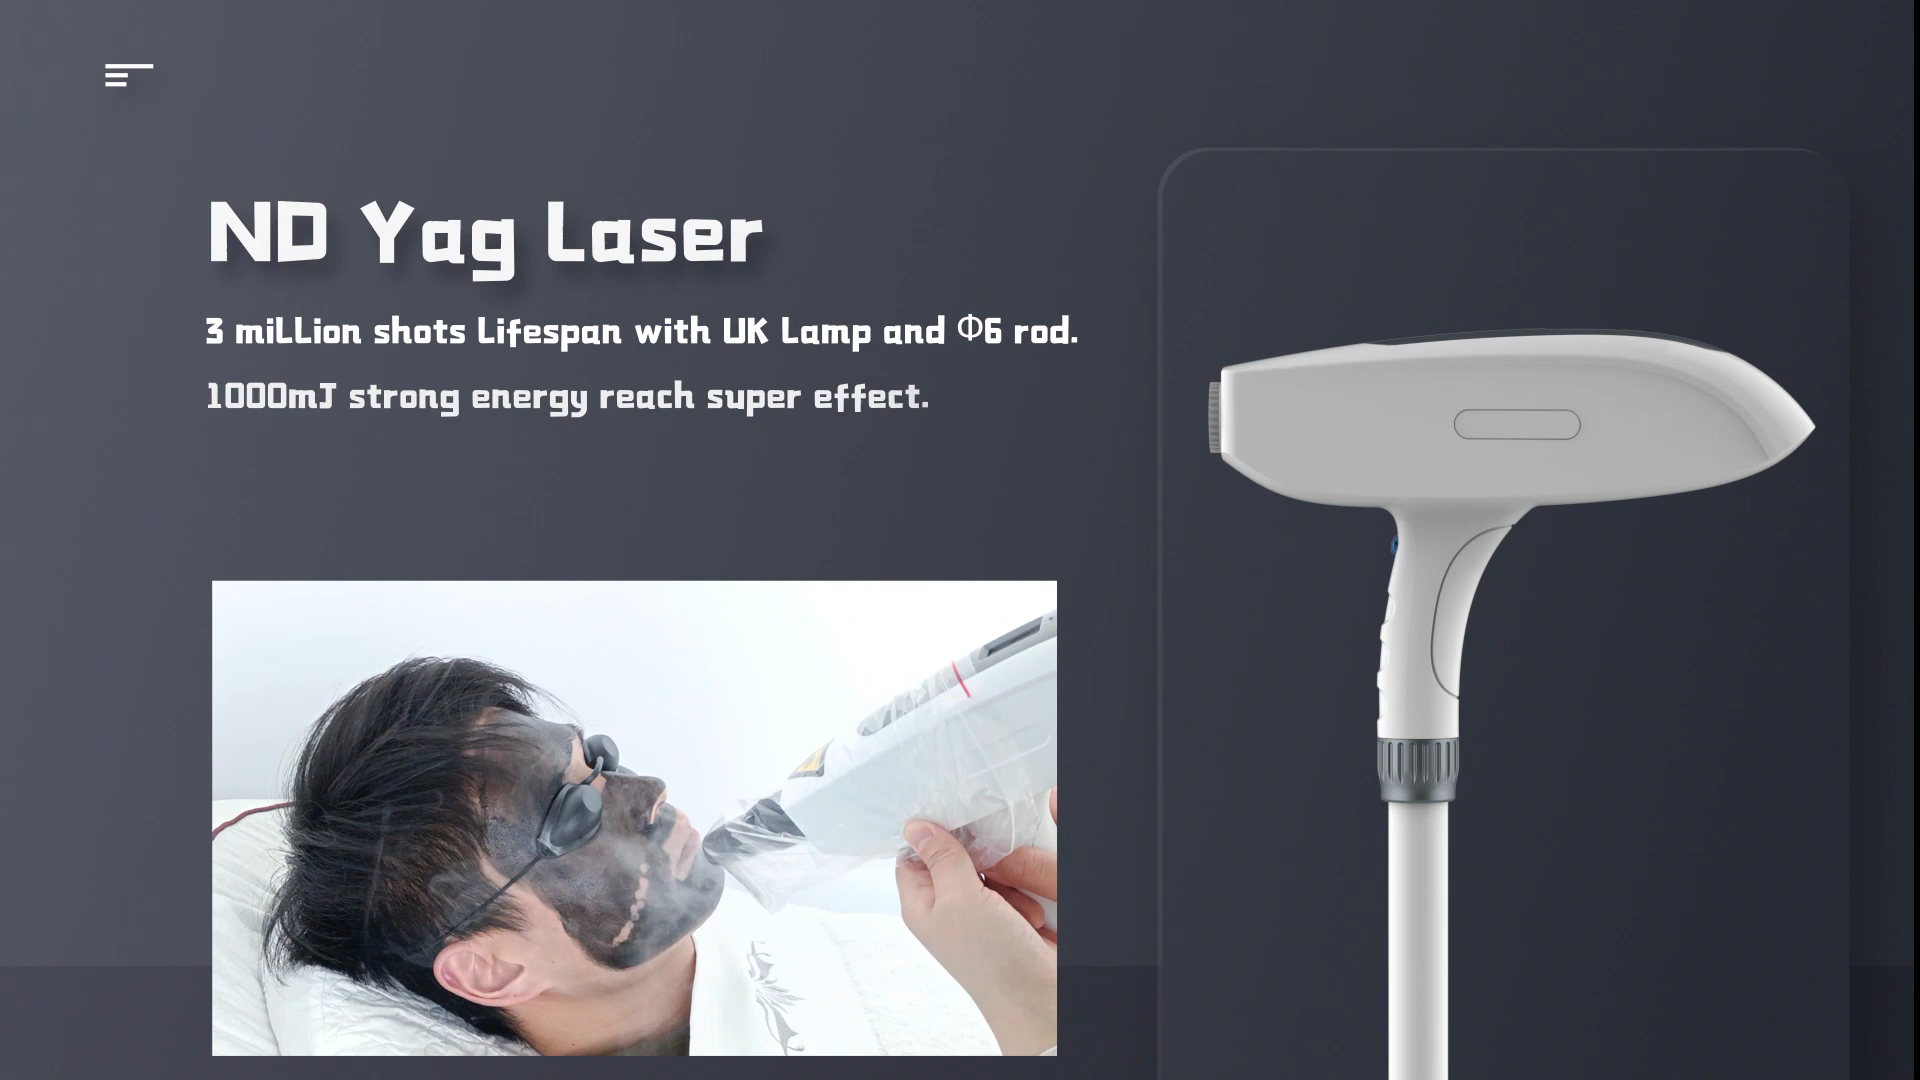 ND Yag Laser
3 million shots Lifespan with UK Lamp and Φ6 rod.
1000mJ strong energy reach super effect.